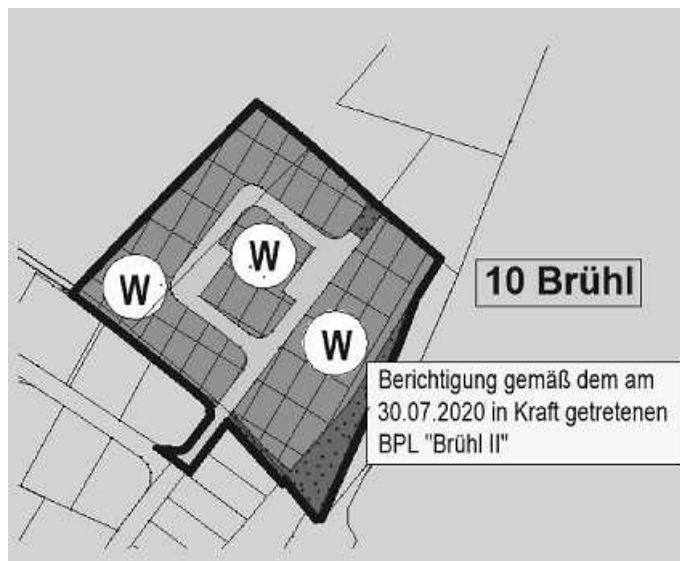 W
W
W
10 Brühl
Berichtigung gemäß dem am
30.07.2020 in Kraft getretenen
BPL "Brühl II"